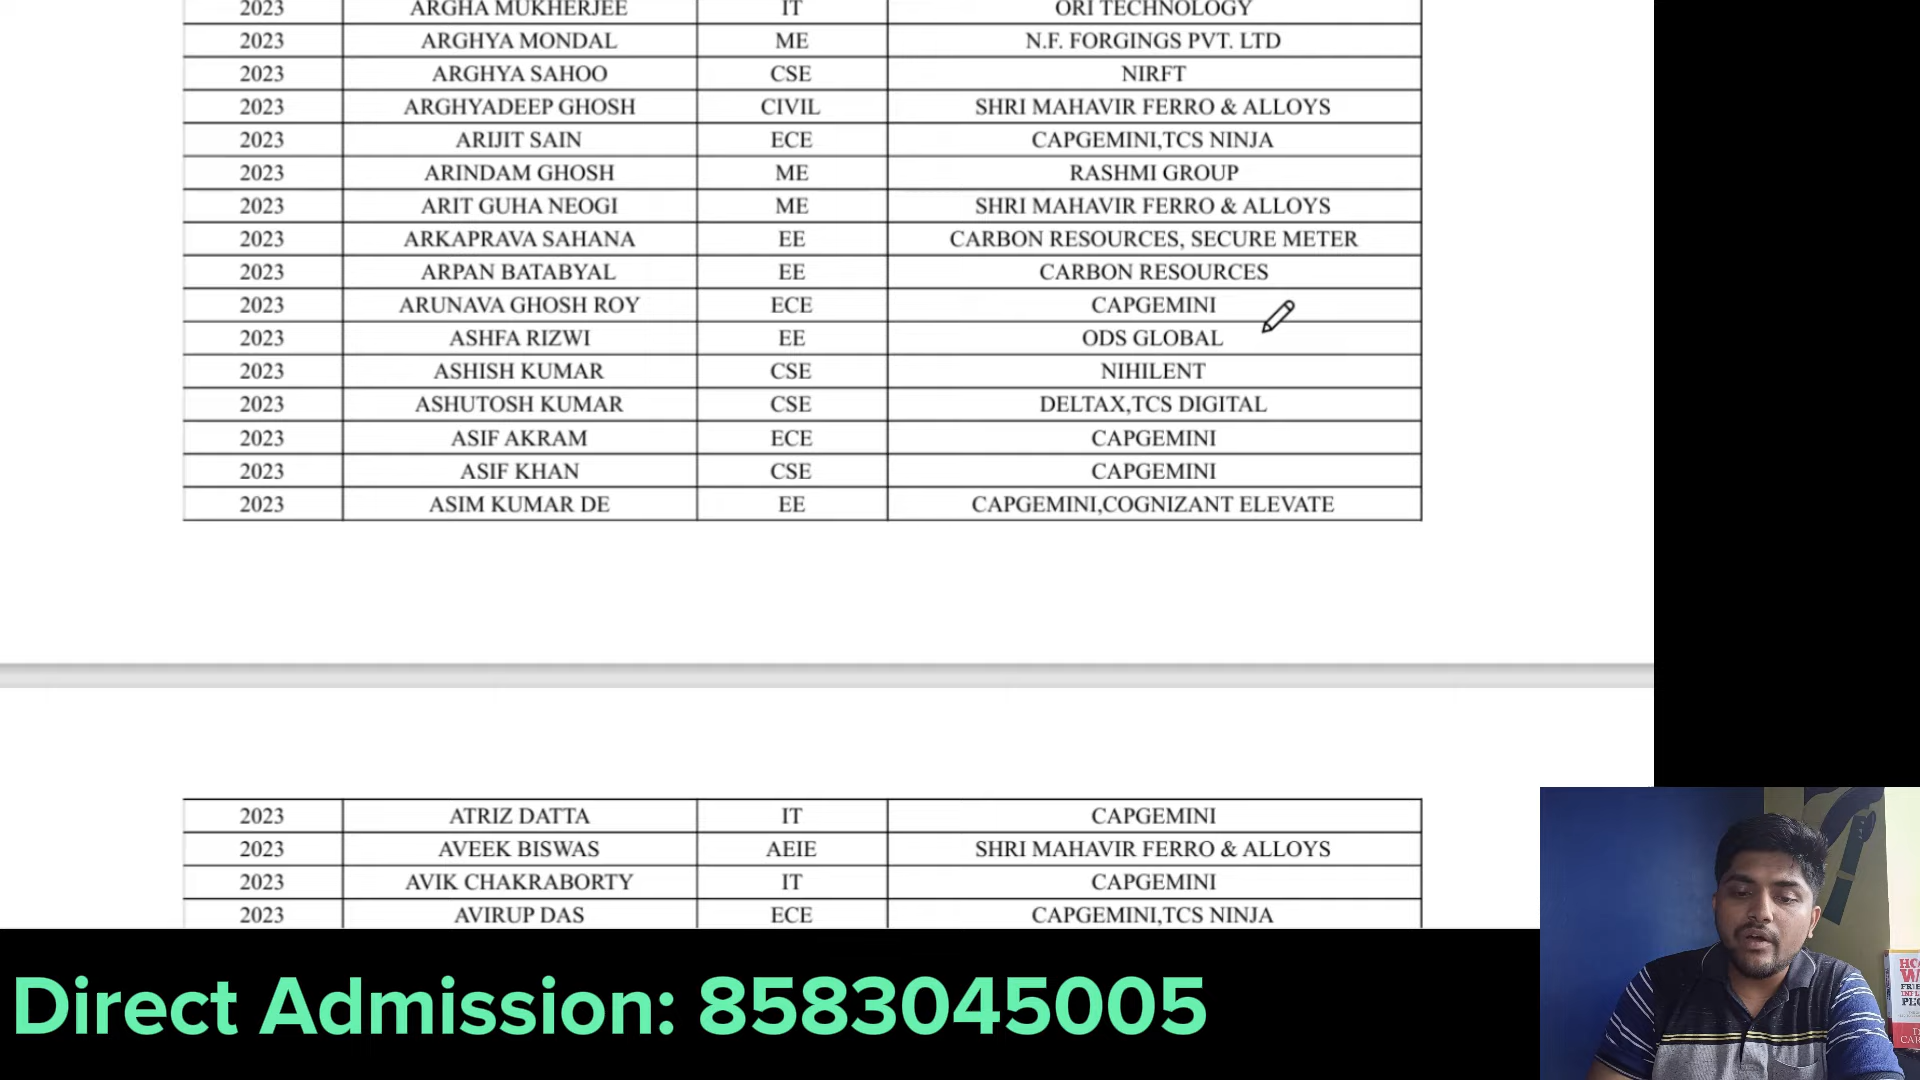 2023 ARGHA MUKHERJEE IT ORI TECHNOLOGY
2023 ARGHYA MONDAL ME N.F. FORGINGS PVT. LTD
2023 ARGHYA SAHOO CSE NIRFT
2023 ARGHYADEEP GHOSH CIVIL SHRI MAHAVIR FERRO & ALLOYS
2023 ARIJIT SAIN ECE CAPGEMINI,TCS NINJA
2023 ARINDAM GHOSH ME RASHMI GROUP
2023 ARIT GUHA NEOGI ME SHRI MAHAVIR FERRO & ALLOYS
2023 ARKAPRAVA SAHANA EE CARBON RESOURCES, SECURE METER
2023 ARPAN BATABYAL EE CARBON RESOURCES
2023 ARUNAVA GHOSH ROY ECE CAPGEMINI
2023 ASHFA RIZWI EE ODS GLOBAL
2023 ASHISH KUMAR CSE NIHILENT
2023 ASHUTOSH KUMAR CSE DELTAX,TCS DIGITAL
2023 ASIF AKRAM ECE CAPGEMINI
2023 ASIF KHAN CSE CAPGEMINI
2023 ASIM KUMAR DE EE CAPGEMINI,COGNIZANT ELEVATE
2023 ATRIZ DATTA IT CAPGEMINI
2023 AVEEK BISWAS AEIE SHRI MAHAVIR FERRO & ALLOYS
2023 AVIK CHAKRABORTY IT CAPGEMINI
2023 AVIRUP DAS ECE CAPGEMINI,TCS NINJA
Direct Admission: 8583045005